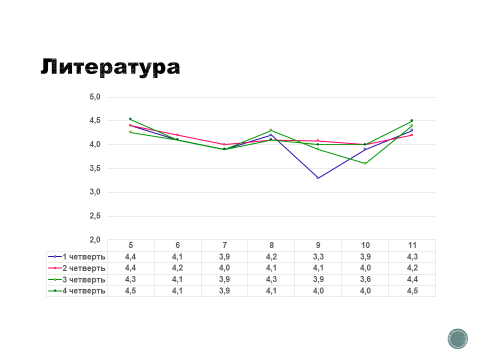 Литература
5,0
4,5
4,0
3,5
3,0
2,5
2,0
5 6 7 8 9 10 11
1 четверть 4,4 4,1 3,9 4,2 3,3 3,9 4,3
2 четверть 4,4 4,2 4,0 4,1 4,1 4,0 4,2
3 четверть 4,3 4,1 3,9 4,3 3,9 3,6 4,4
4 четверть 4,5 4,1 3,9 4,1 4,0 4,0 4,5